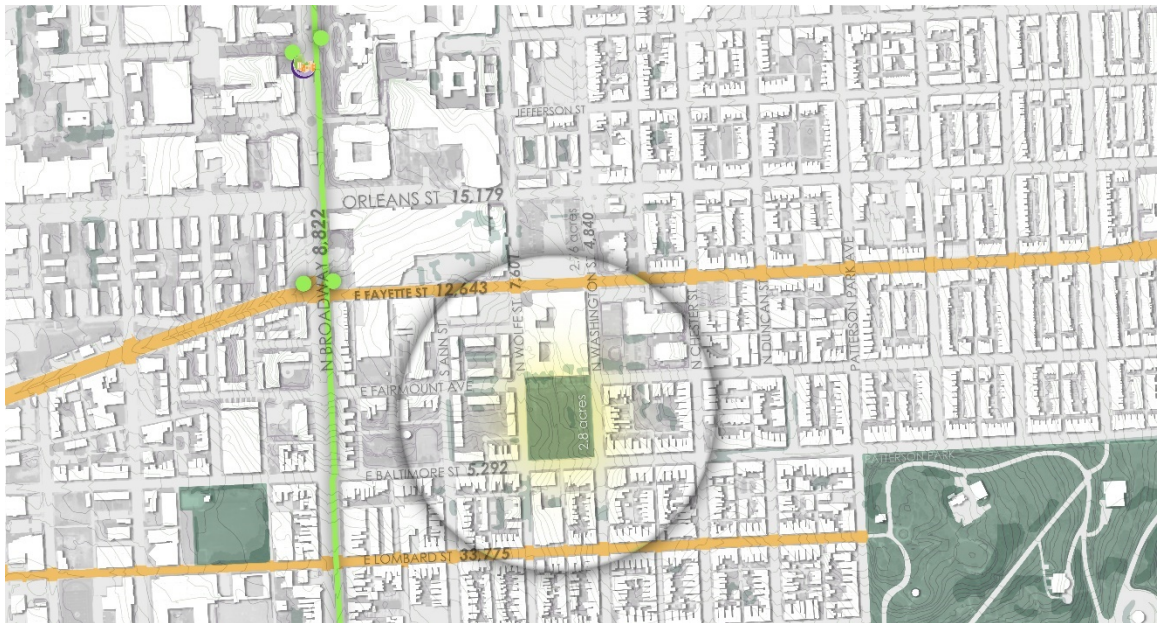 JEFFERSON ST
ORLEANS ST 15,179
N BROADWAY 8,822
2.76 acres
N WASHINGTON ST 4,840
E FAYETTE ST 12,643
N WOLFE ST 7,607
S ANN ST
N CHESTER ST
N DUNCAN ST
PATTERSON PARK AVE
E FAIRMOUNT AVE
2.8 acres
E BALTIMORE ST 5,292
PATTERSON PARK
E LOMBARD ST 33,775